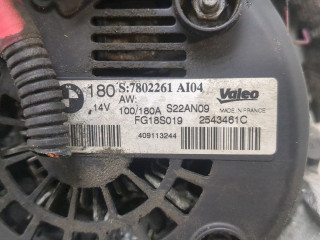 180 S:7802261 AI04 Valeo
14V AW:
100/180A S22AN09 MADE IN FRANCE
FG18S019 2543461C
409113244